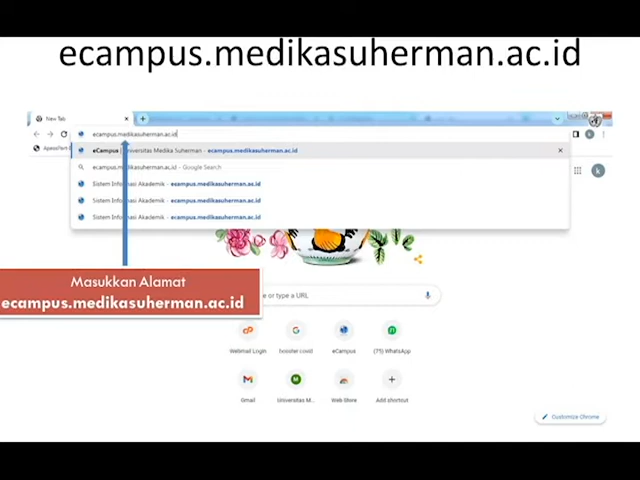 ecampus.medikasuherman.ac.id
New Tab
ecampus.medikasuherman.ac.id
eCampus | Universitas Medika Suherman - ecampus.medikasuherman.ac.id
ecampus.medikasuherman.ac.id - Google Search
Sistem Informasi Akademik - ecampus.medikasuherman.ac.id
Sistem Informasi Akademik - ecampus.medikasuherman.ac.id
Sistem Informasi Akademik - ecampus.medikasuherman.ac.id
k
k
Masukkan Alamat
ecampus.medikasuherman.ac.id
or type a URL
Webmail Login
booster covid
eCampus
(75) WhatsApp
Gmail
Universitas M...
Web Store
Add shortcut
Customize Chrome